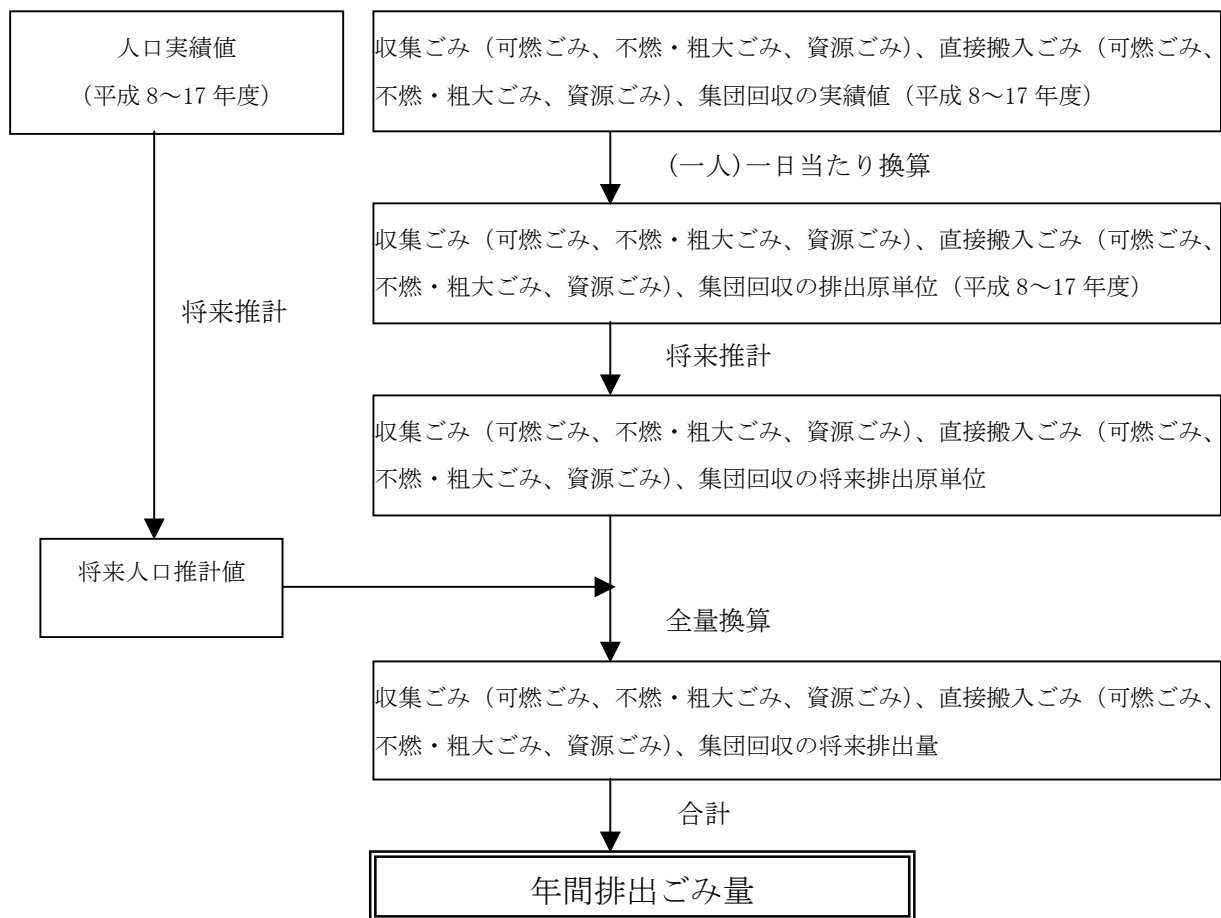 人口実績値
(平成 8～17 年度)
収集ごみ（可燃ごみ、不燃・粗大ごみ、資源ごみ)、直接搬入ごみ（可燃ごみ、
不燃・粗大ごみ、資源ごみ)、集団回収の実績値（平成 8～17 年度）
(一人)一日当たり換算
収集ごみ（可燃ごみ、不燃・粗大ごみ、資源ごみ)、直接搬入ごみ（可燃ごみ、
不燃・粗大ごみ、資源ごみ)、集団回収の排出原単位（平成 8～17 年度）
将来推計
将来推計
収集ごみ（可燃ごみ、不燃・粗大ごみ、資源ごみ)、直接搬入ごみ（可燃ごみ、
不燃・粗大ごみ、資源ごみ)、集団回収の将来排出原単位
将来人口推計値
全量換算
収集ごみ（可燃ごみ、不燃・粗大ごみ、資源ごみ)、直接搬入ごみ（可燃ごみ、
不燃・粗大ごみ、資源ごみ)、集団回収の将来排出量
合計
年間排出ごみ量